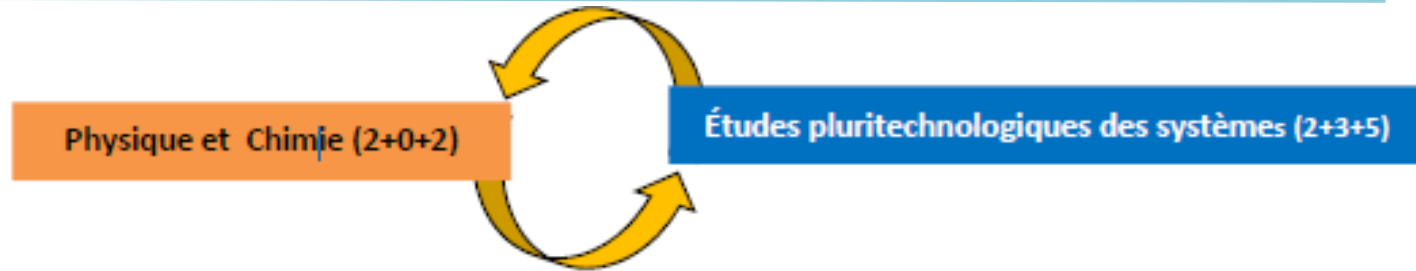 Physique et Chimie (2+0+2)
Études pluritechnologiques des systèmes (2+3+5)